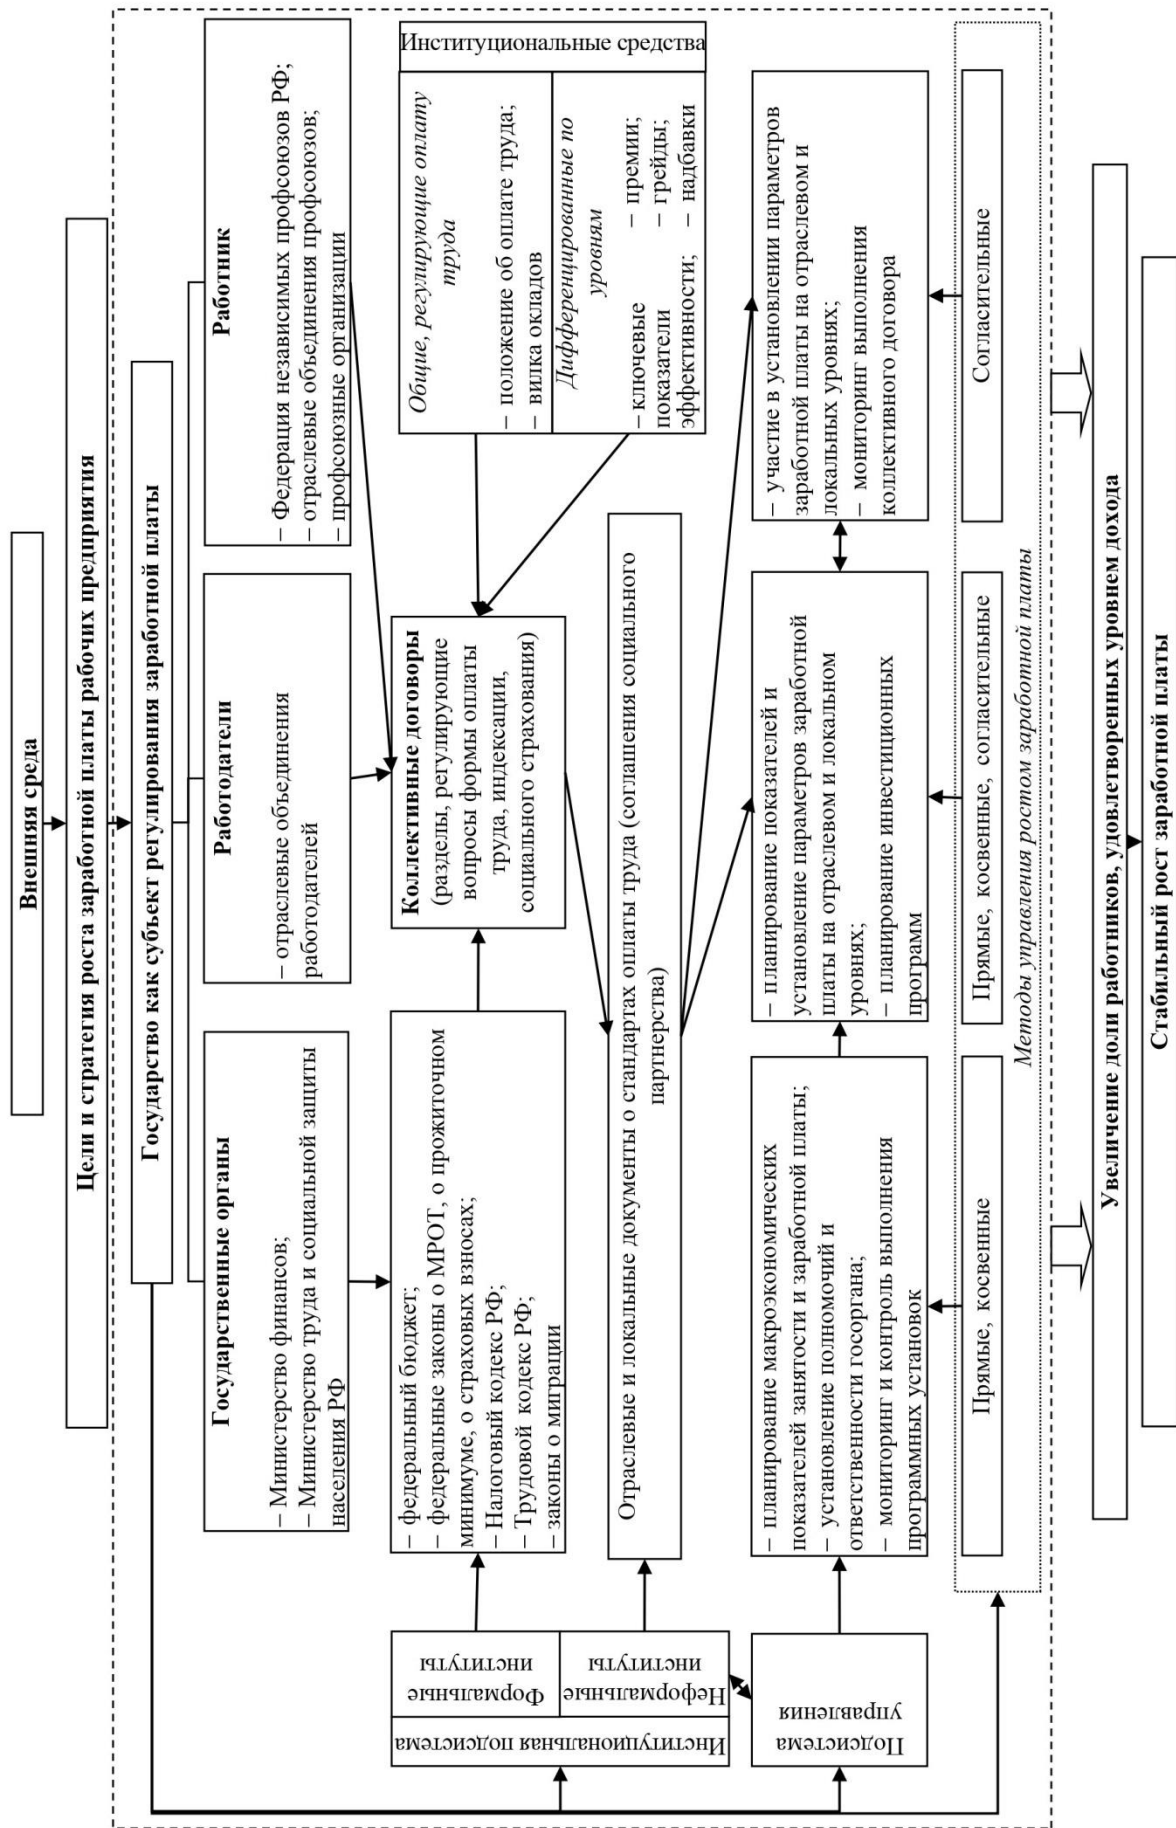 Внешняя среда
Цели и стратегия роста заработной платы рабочих предприятия
Государство как субъект регулирования заработной платы
Государственные органы
– Министерство финансов;
– Министерство труда и социальной защиты
населения РФ
Работодатели
– отраслевые объединения
работодателей
Работник
– Федерация независимых профсоюзов РФ;
– отраслевые объединения профсоюзов;
– профсоюзные организации
Институциональная подсистема
Формальные
институты
Неформальные
институты
– федеральный бюджет;
– федеральные законы о МРОТ, о прожиточном
минимуме, о страховых взносах;
– Налоговый кодекс РФ;
– Трудовой кодекс РФ;
– законы о миграции
Коллективные договоры
(разделы, регулирующие
вопросы формы оплаты
труда, индексации,
социального страхования)
Общие, регулирующие оплату
труда
– положение об оплате труда;
– вилка окладов
Дифференцированные по
уровням
– ключевые
показатели
эффективности;
– премии;
– грейды;
– надбавки
Институциональные средства
Отраслевые и локальные документы о стандартах оплаты труда (соглашения социального
партнерства)
Подсистема
управления
– планирование макроэкономических
показателей занятости и заработной платы;
– установление полномочий и
ответственности госоргана;
– мониторинг и контроль выполнения
программных установок
– планирование показателей и
установление параметров заработной
платы на отраслевом и локальном
уровнях;
– планирование инвестиционных
программ
– участие в установлении параметров
заработной платы на отраслевом и
локальных уровнях;
– мониторинг выполнения
коллективного договора
Прямые, косвенные
Прямые, косвенные, согласительные
Согласительные
Методы управления ростом заработной платы
Увеличение доли работников, удовлетворенных уровнем дохода
Стабильный рост заработной платы